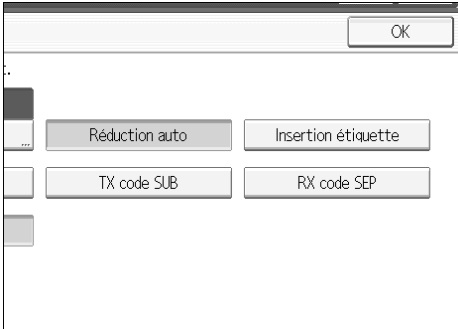 OK
t.
...
Réduction auto
Insertion étiquette
TX code SUB
RX code SEP